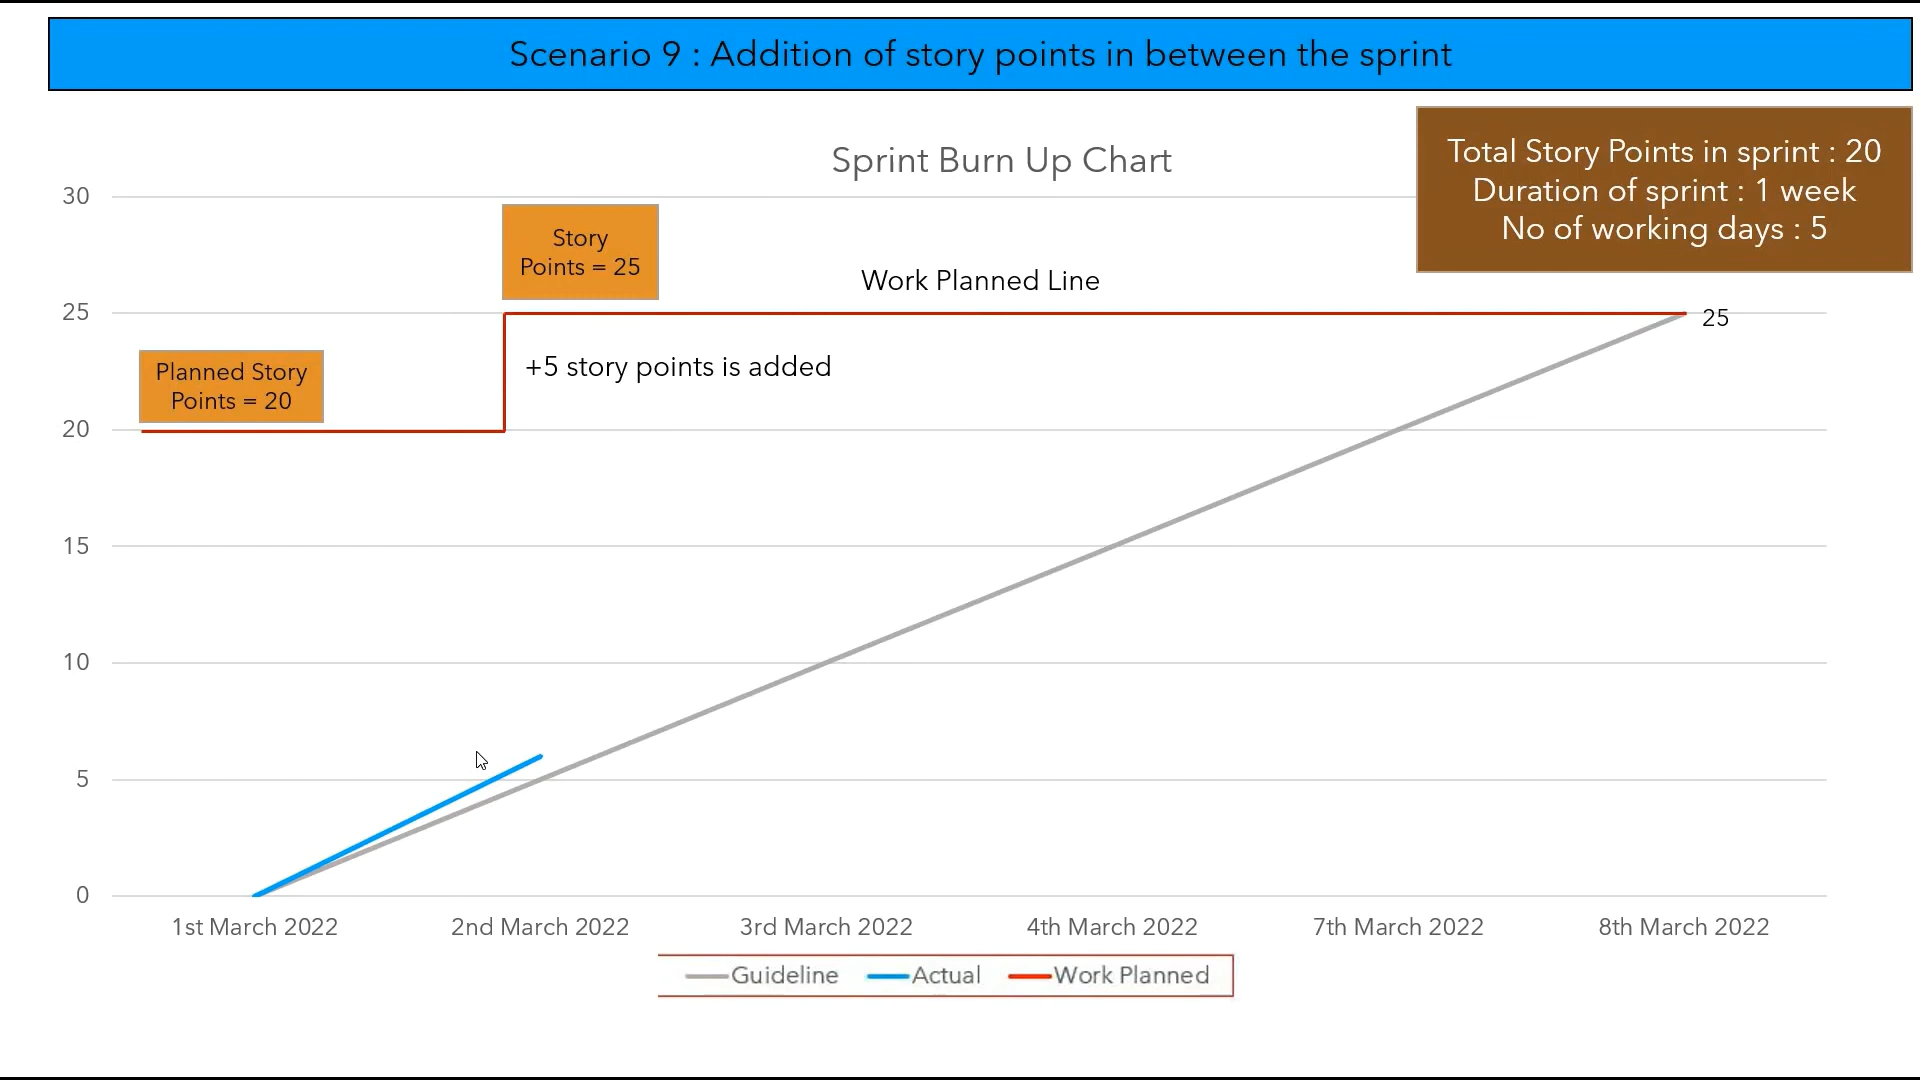 Scenario 9 : Addition of story points in between the sprint
Total Story Points in sprint : 20
Duration of sprint : 1 week
No of working days : 5
Sprint Burn Up Chart
30
Story
Points = 25
Work Planned Line
25
25
+5 story points is added
Planned Story
Points = 20
20
15
10
5
0
1st March 2022
2nd March 2022
3rd March 2022
4th March 2022
7th March 2022
8th March 2022
Guideline
Actual
Work Planned